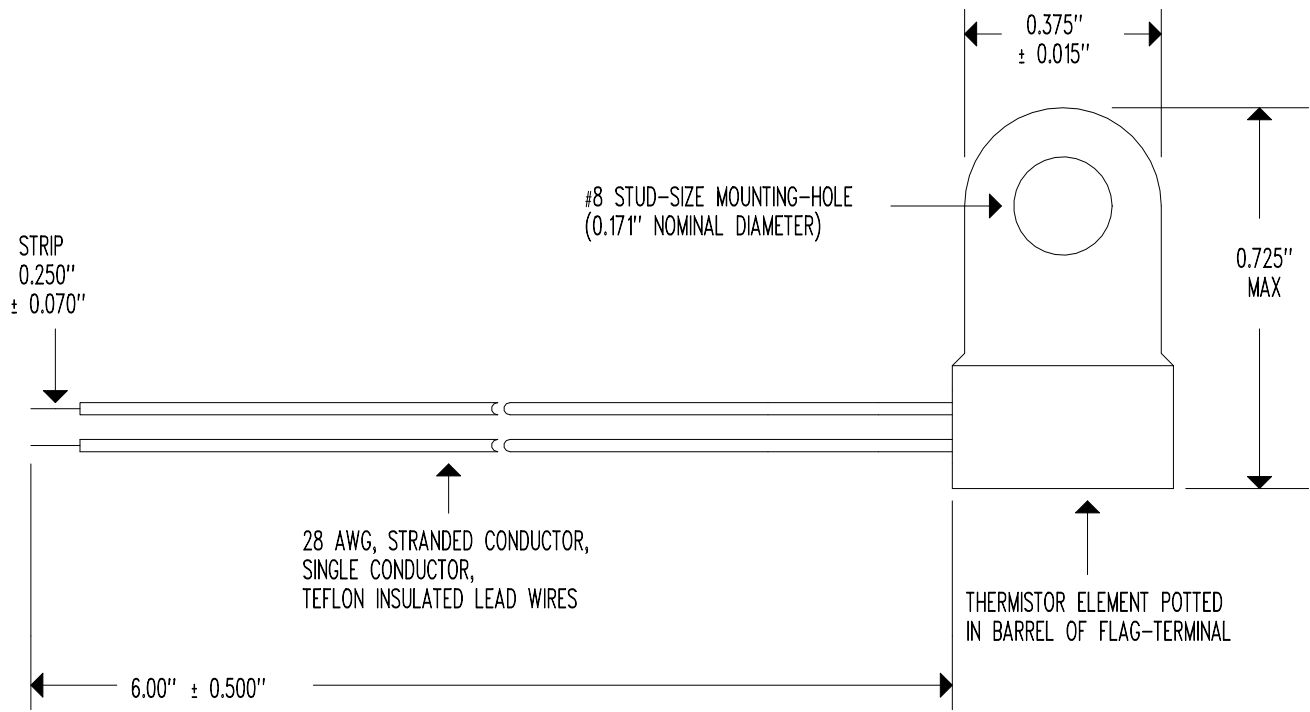 0.375"
± 0.015"
#8 STUD-SIZE MOUNTING-HOLE
(0.171" NOMINAL DIAMETER)
STRIP
0.250"
± 0.070"
0.725"
MAX
28 AWG, STRANDED CONDUCTOR,
SINGLE CONDUCTOR,
TEFLON INSULATED LEAD WIRES
THERMISTOR ELEMENT POTTED
IN BARREL OF FLAG-TERMINAL
6.00" ± 0.500"